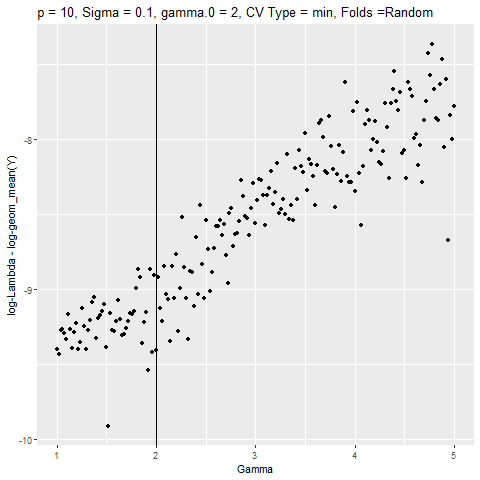 p = 10, Sigma = 0.1, gamma.0 = 2, CV Type = min, Folds =Random
log-Lambda - log-geom_mean(Y)
-8
-9
-10
1 2 3 4 5
Gamma